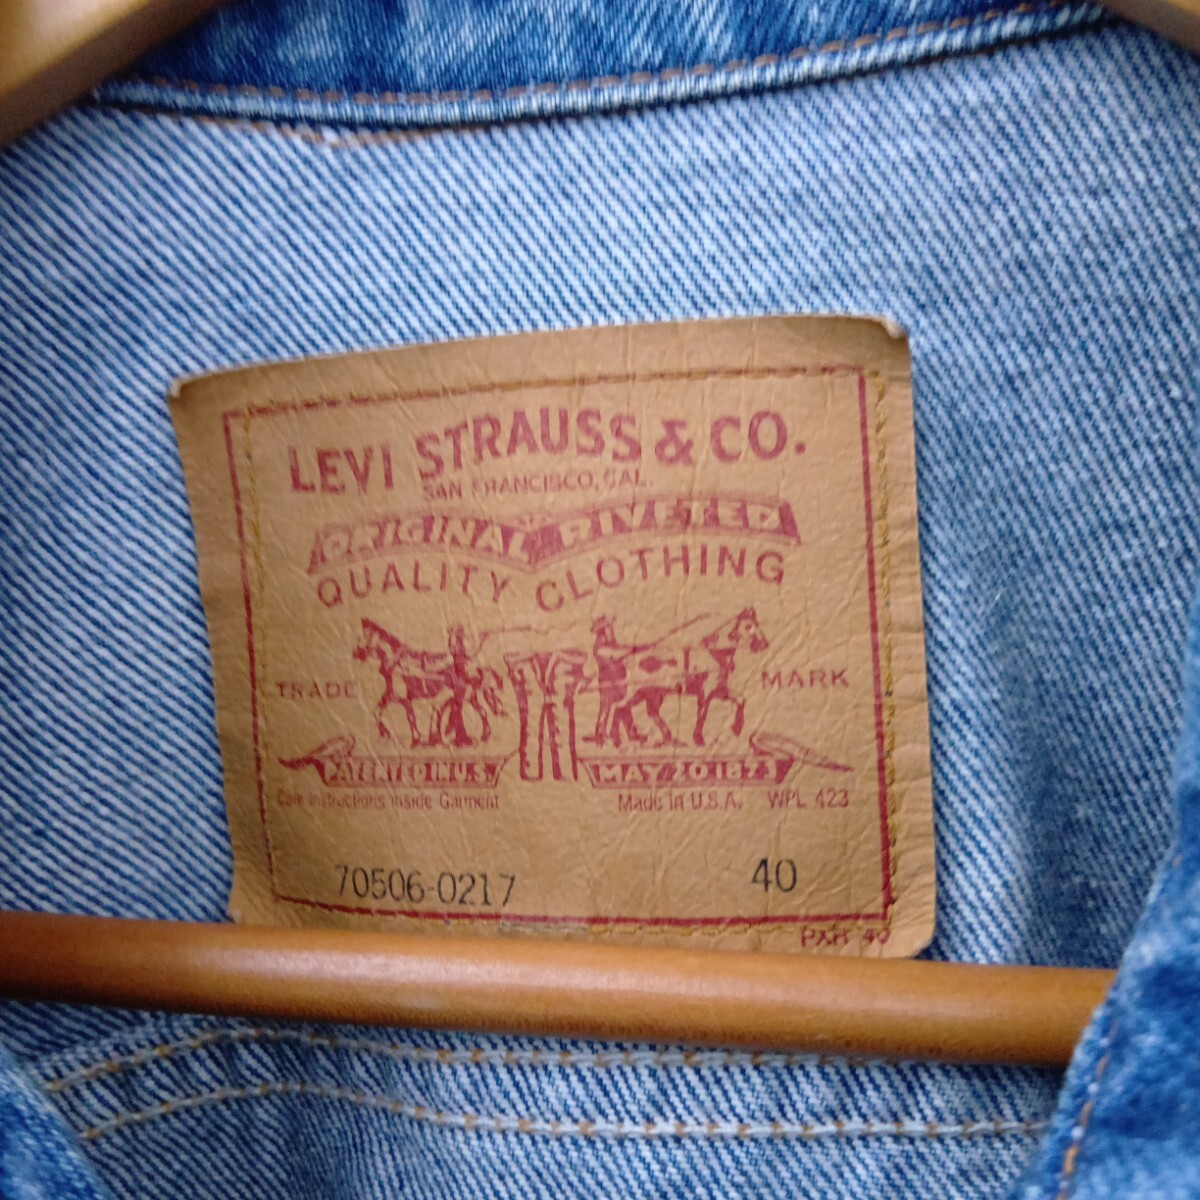 LEVI STRAUSS & CO.
SAN FRANCISCO, CAL.
ORIGINAL RIVETED
QUALITY CLOTHING
TRADE MARK
PATENTED IN U.S. MAY 20 1873
Care Instructions Inside Garment Made in U.S.A. WPL 423
70506-0217 40